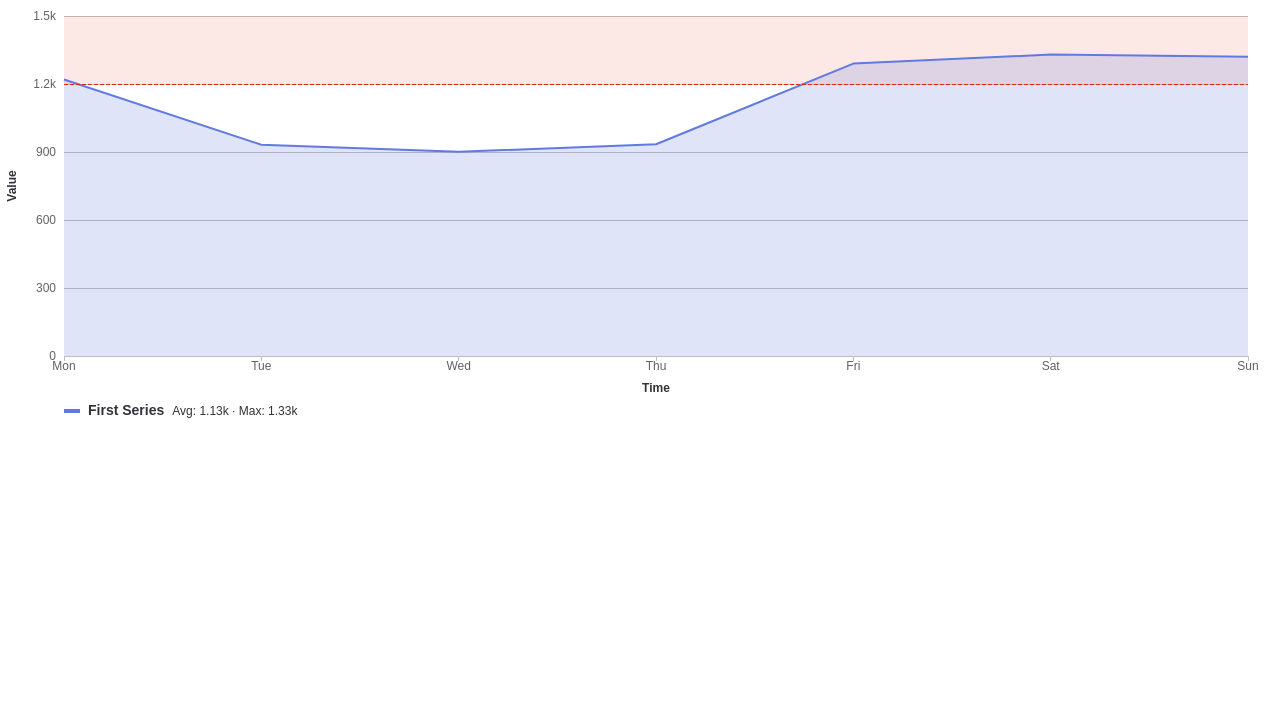 1.5k
1.2k
900
600
300
0
Value
Mon Tue Wed Thu Fri Sat Sun
Time
First Series Avg: 1.13k · Max: 1.33k